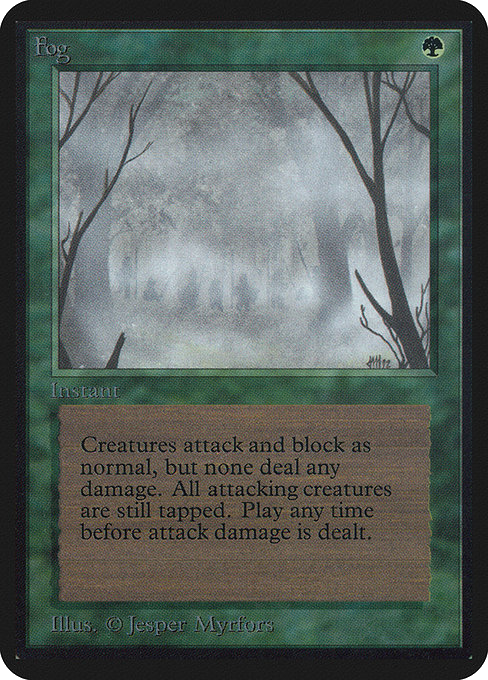 Fog
Instant
Creatures attack and block as
normal, but none deal any
damage. All attacking creatures
are still tapped. Play any time
before attack damage is dealt.
Illus. © Jesper Myrfors